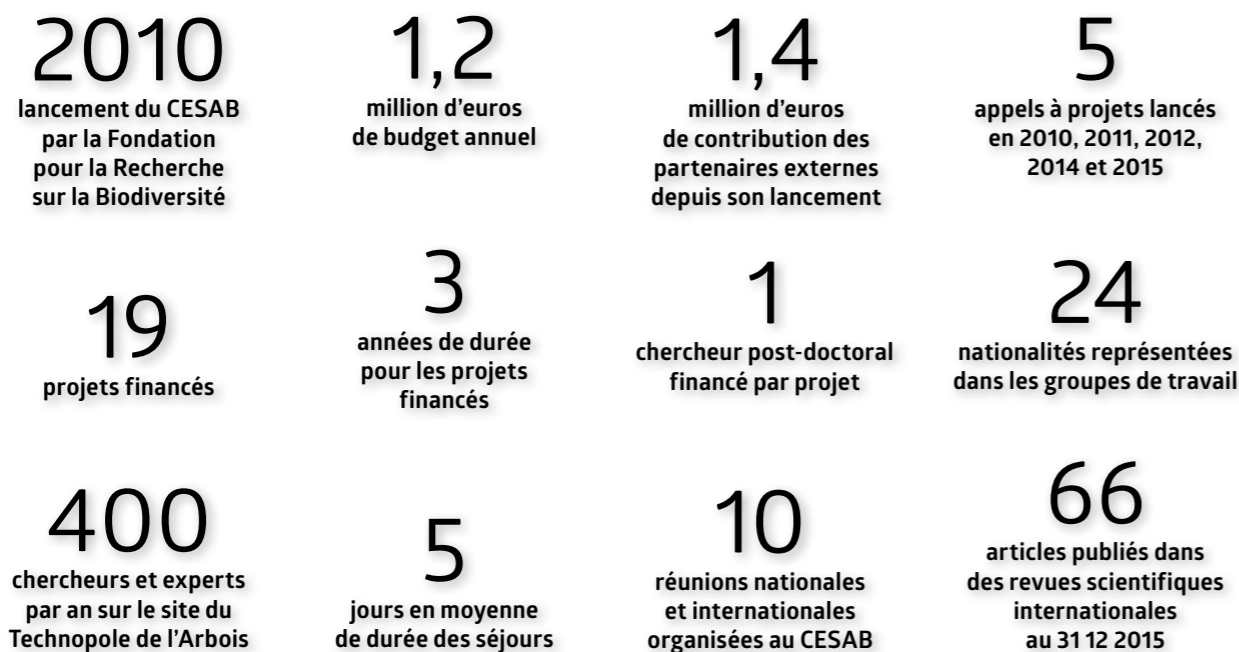 2010
lancement du CESAB
par la Fondation
pour la Recherche
sur la Biodiversité
1,2
million d’euros
de budget annuel
1,4
million d’euros
de contribution des
partenaires externes
depuis son lancement
5
appels à projets lancés
en 2010, 2011, 2012,
2014 et 2015
19
projets financés
3
années de durée
pour les projets
financés
1
chercheur post-doctoral
financé par projet
24
nationalités représentées
dans les groupes de travail
400
chercheurs et experts
par an sur le site du
Technopole de l’Arbois
5
jours en moyenne
de durée des séjours
10
réunions nationales
et internationales
organisées au CESAB
66
articles publiés dans
des revues scientifiques
internationales
au 31 12 2015